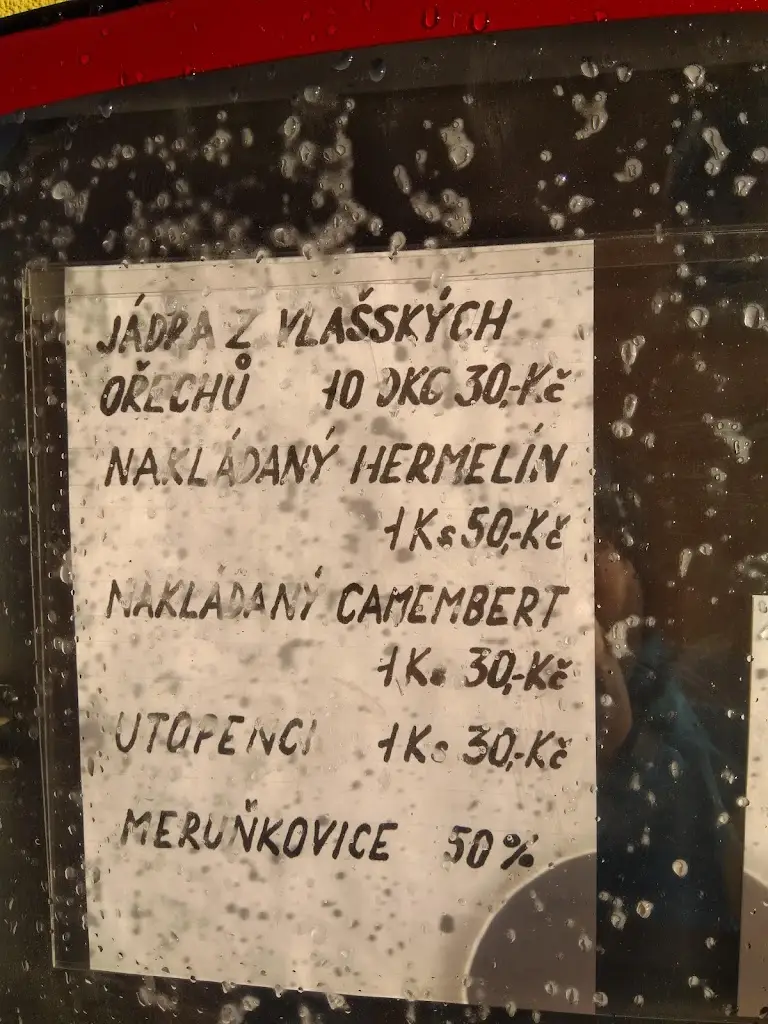 JÁDRA Z VLAŠSKÝCH
OŘECHŮ 10 DKG 30,-Kč
NAKLÁDANÝ HERMELÍN
1Ks 50,-Kč
NAKLÁDANÝ CAMEMBERT
1Ks 30,-Kč
UTOPENCI 1Ks 30,-Kč
MERUŇKOVICE 50%